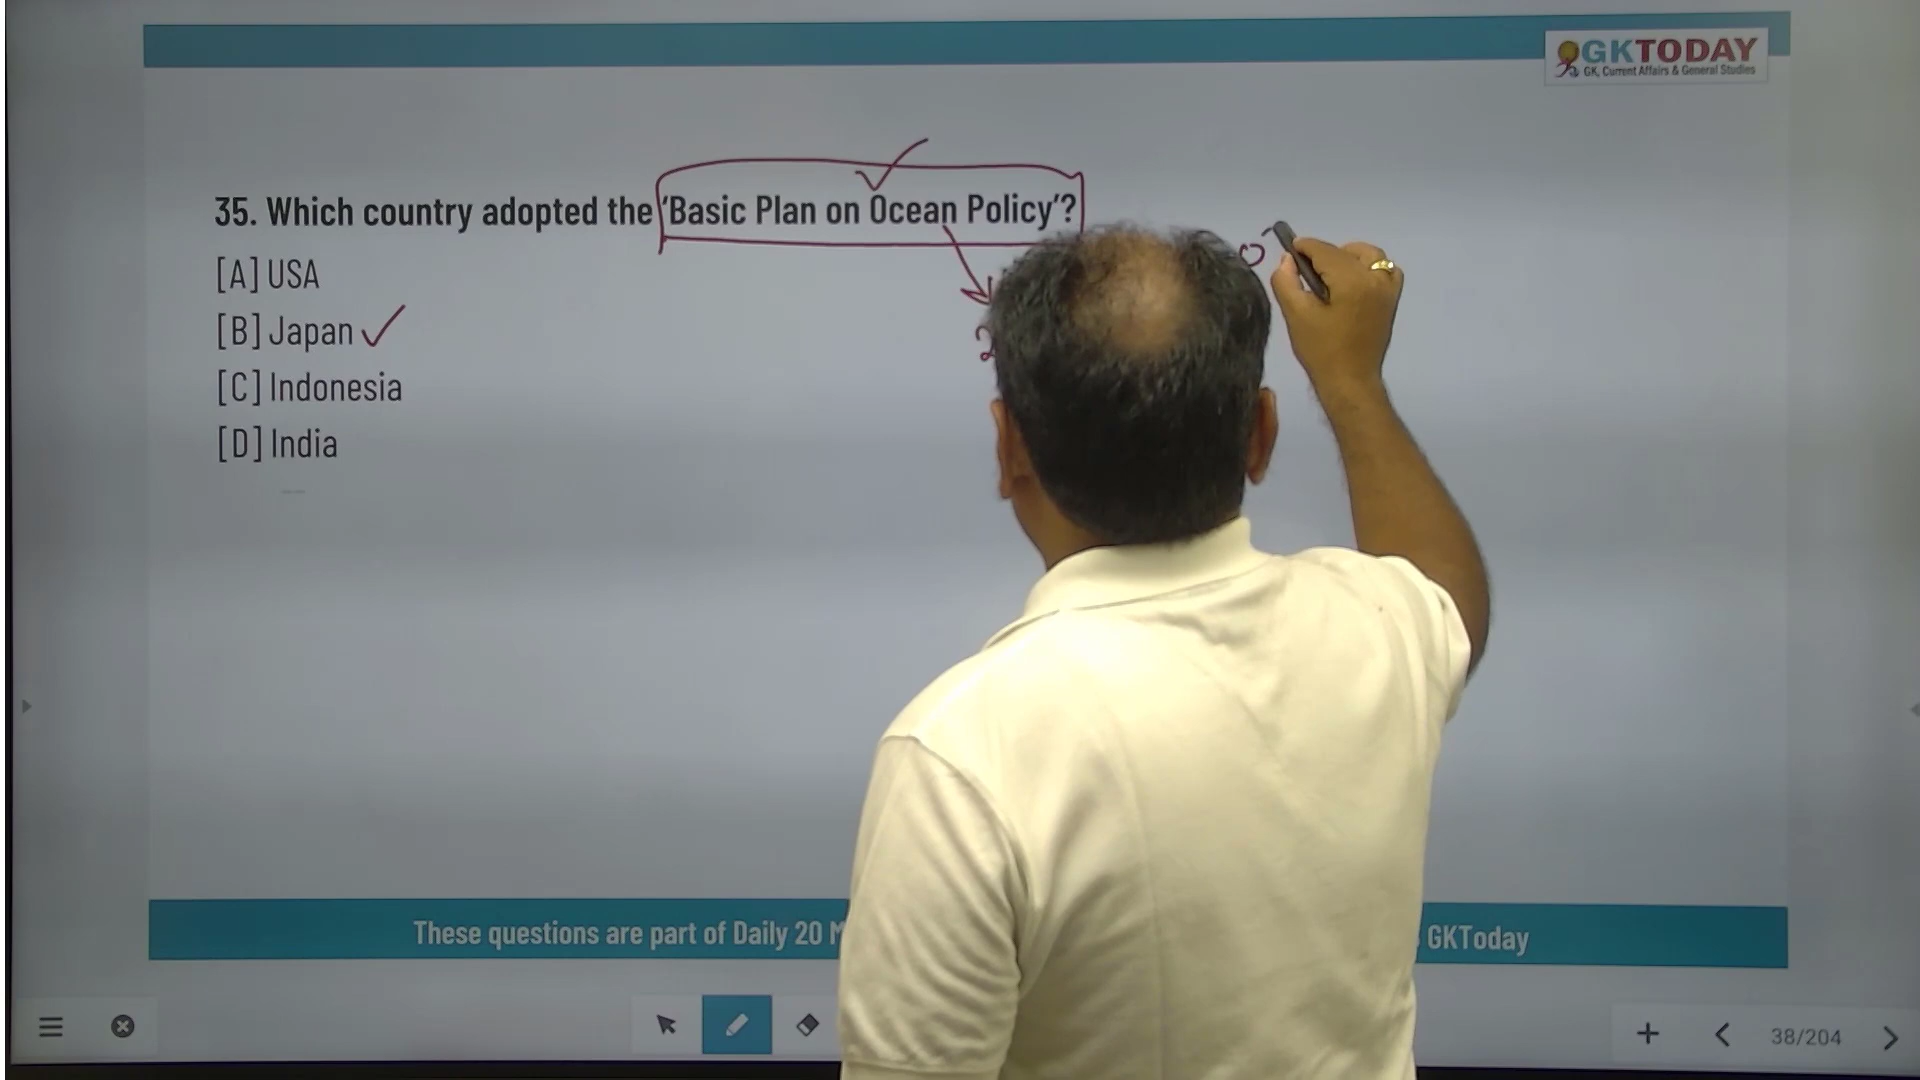 GKTODAY
GK, Current Affairs & General Studies
35. Which country adopted the 'Basic Plan on Ocean Policy'?
[A] USA
[B] Japan
[C] Indonesia
[D] India
These questions are part of Daily 20 GKToday
38/204